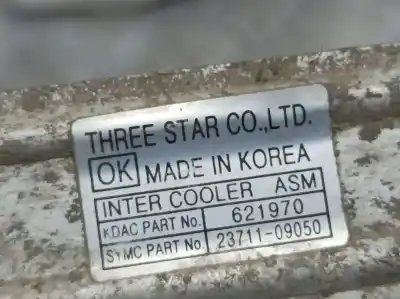 THREE STAR CO.,LTD.
OK MADE IN KOREA
INTER COOLER ASM
KDAC PART No. 621970
SYMC PART No. 23711-09050